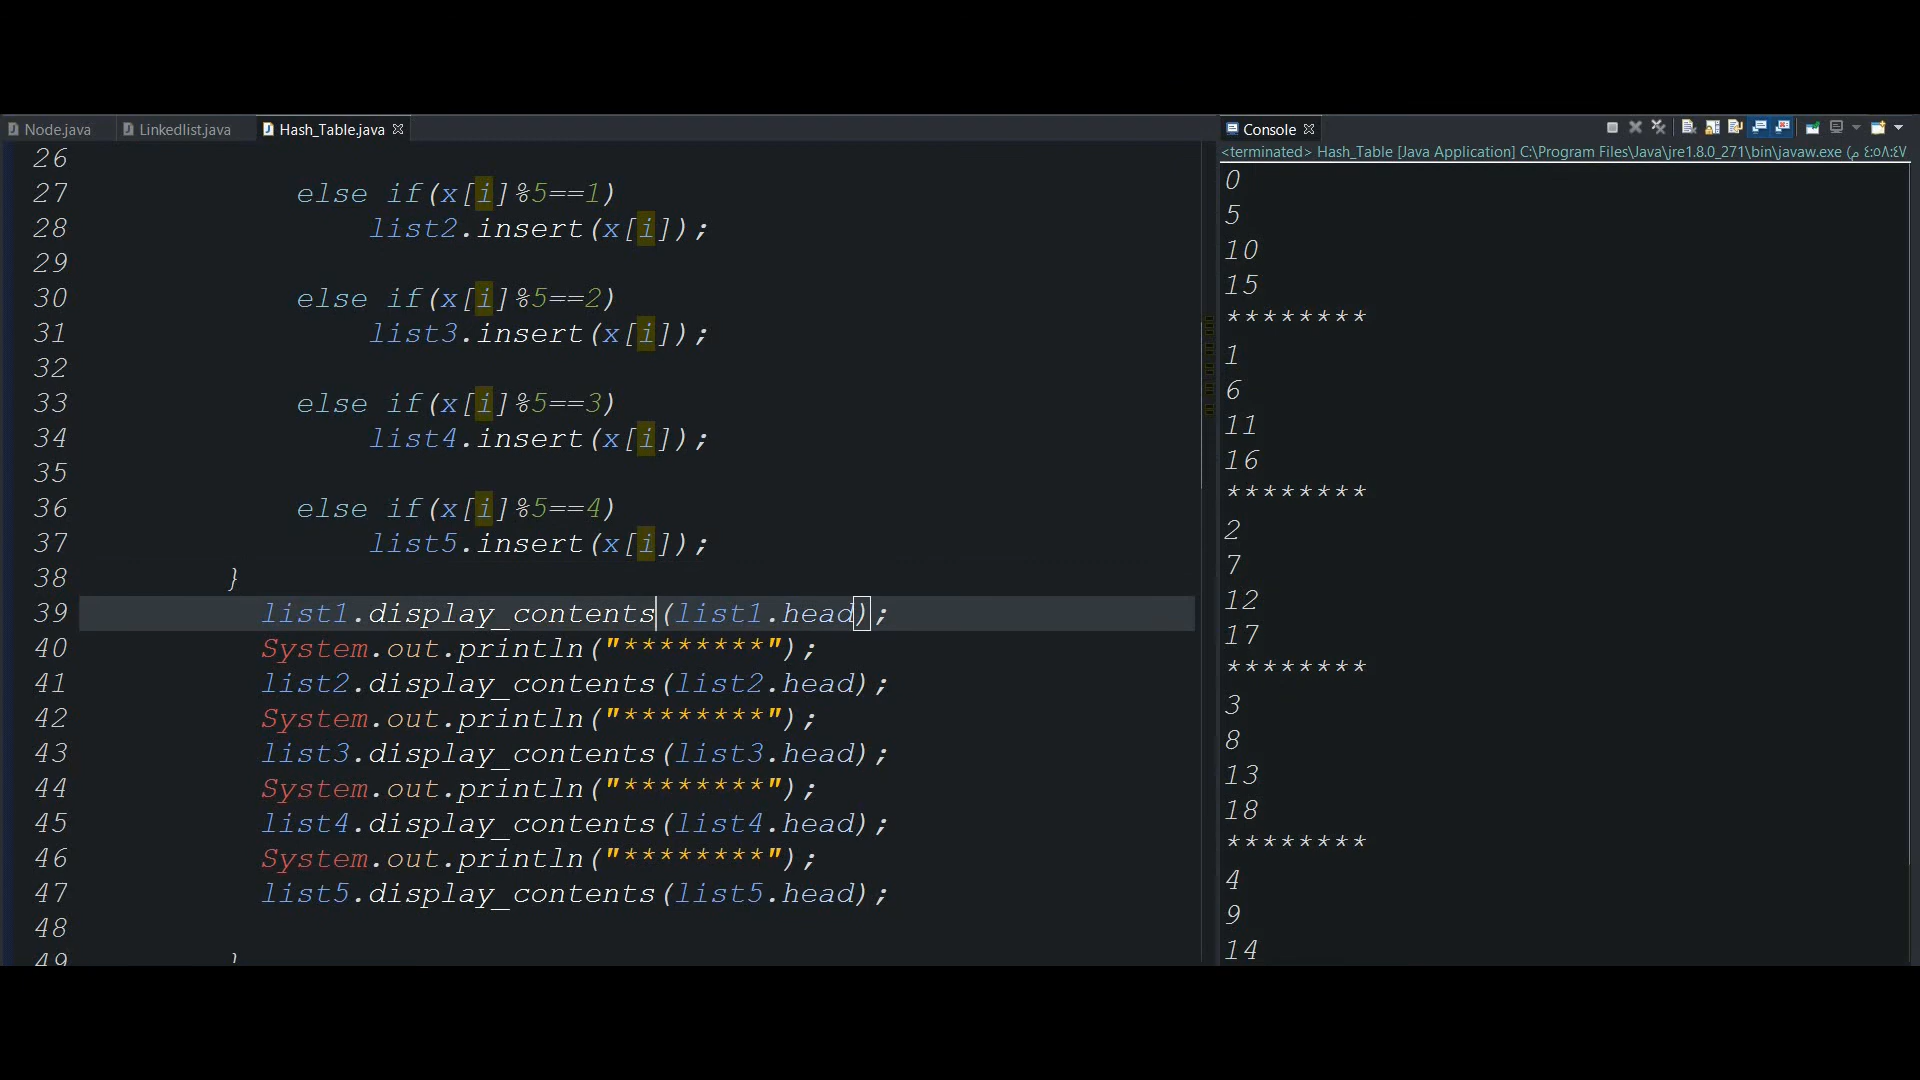 Node.java
Linkedlist.java
Hash_Table.java
26
27 else if(x[i]%5==1)
28 list2.insert(x[i]);
29
30 else if(x[i]%5==2)
31 list3.insert(x[i]);
32
33 else if(x[i]%5==3)
34 list4.insert(x[i]);
35
36 else if(x[i]%5==4)
37 list5.insert(x[i]);
38 }
39 list1.display_contents(list1.head);
40 System.out.println("********");
41 list2.display_contents(list2.head);
42 System.out.println("********");
43 list3.display_contents(list3.head);
44 System.out.println("********");
45 list4.display_contents(list4.head);
46 System.out.println("********");
47 list5.display_contents(list5.head);
48
49 }
Console
<terminated> Hash_Table [Java Application] C:\Program Files\Java\jre1.8.0_271\bin\javaw.exe (م ٤:٥٨:٤٧
0
5
10
15
********
1
6
11
16
********
2
7
12
17
********
3
8
13
18
********
4
9
14